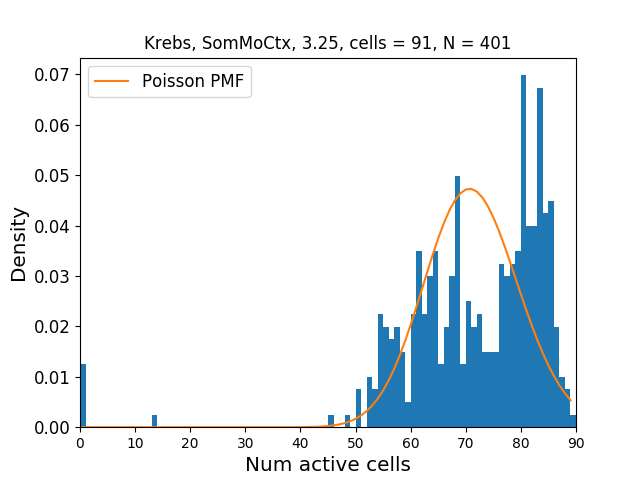 Krebs, SomMoCtx, 3.25, cells = 91, N = 401
Poisson PMF
Density
0.07
0.06
0.05
0.04
0.03
0.02
0.01
0.00
0 10 20 30 40 50 60 70 80 90
Num active cells